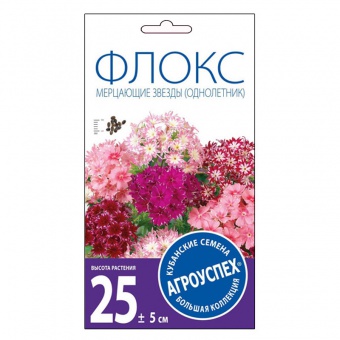 ФЛОКС
МЕРЦАЮЩИЕ ЗВЕЗДЫ (ОДНОЛЕТНИК)
КУБАНСКИЕ СЕМЕНА
АГРОУСПЕХ
БОЛЬШАЯ КОЛЛЕКЦИЯ
ВЫСОТА РАСТЕНИЯ
25 ± 5 см